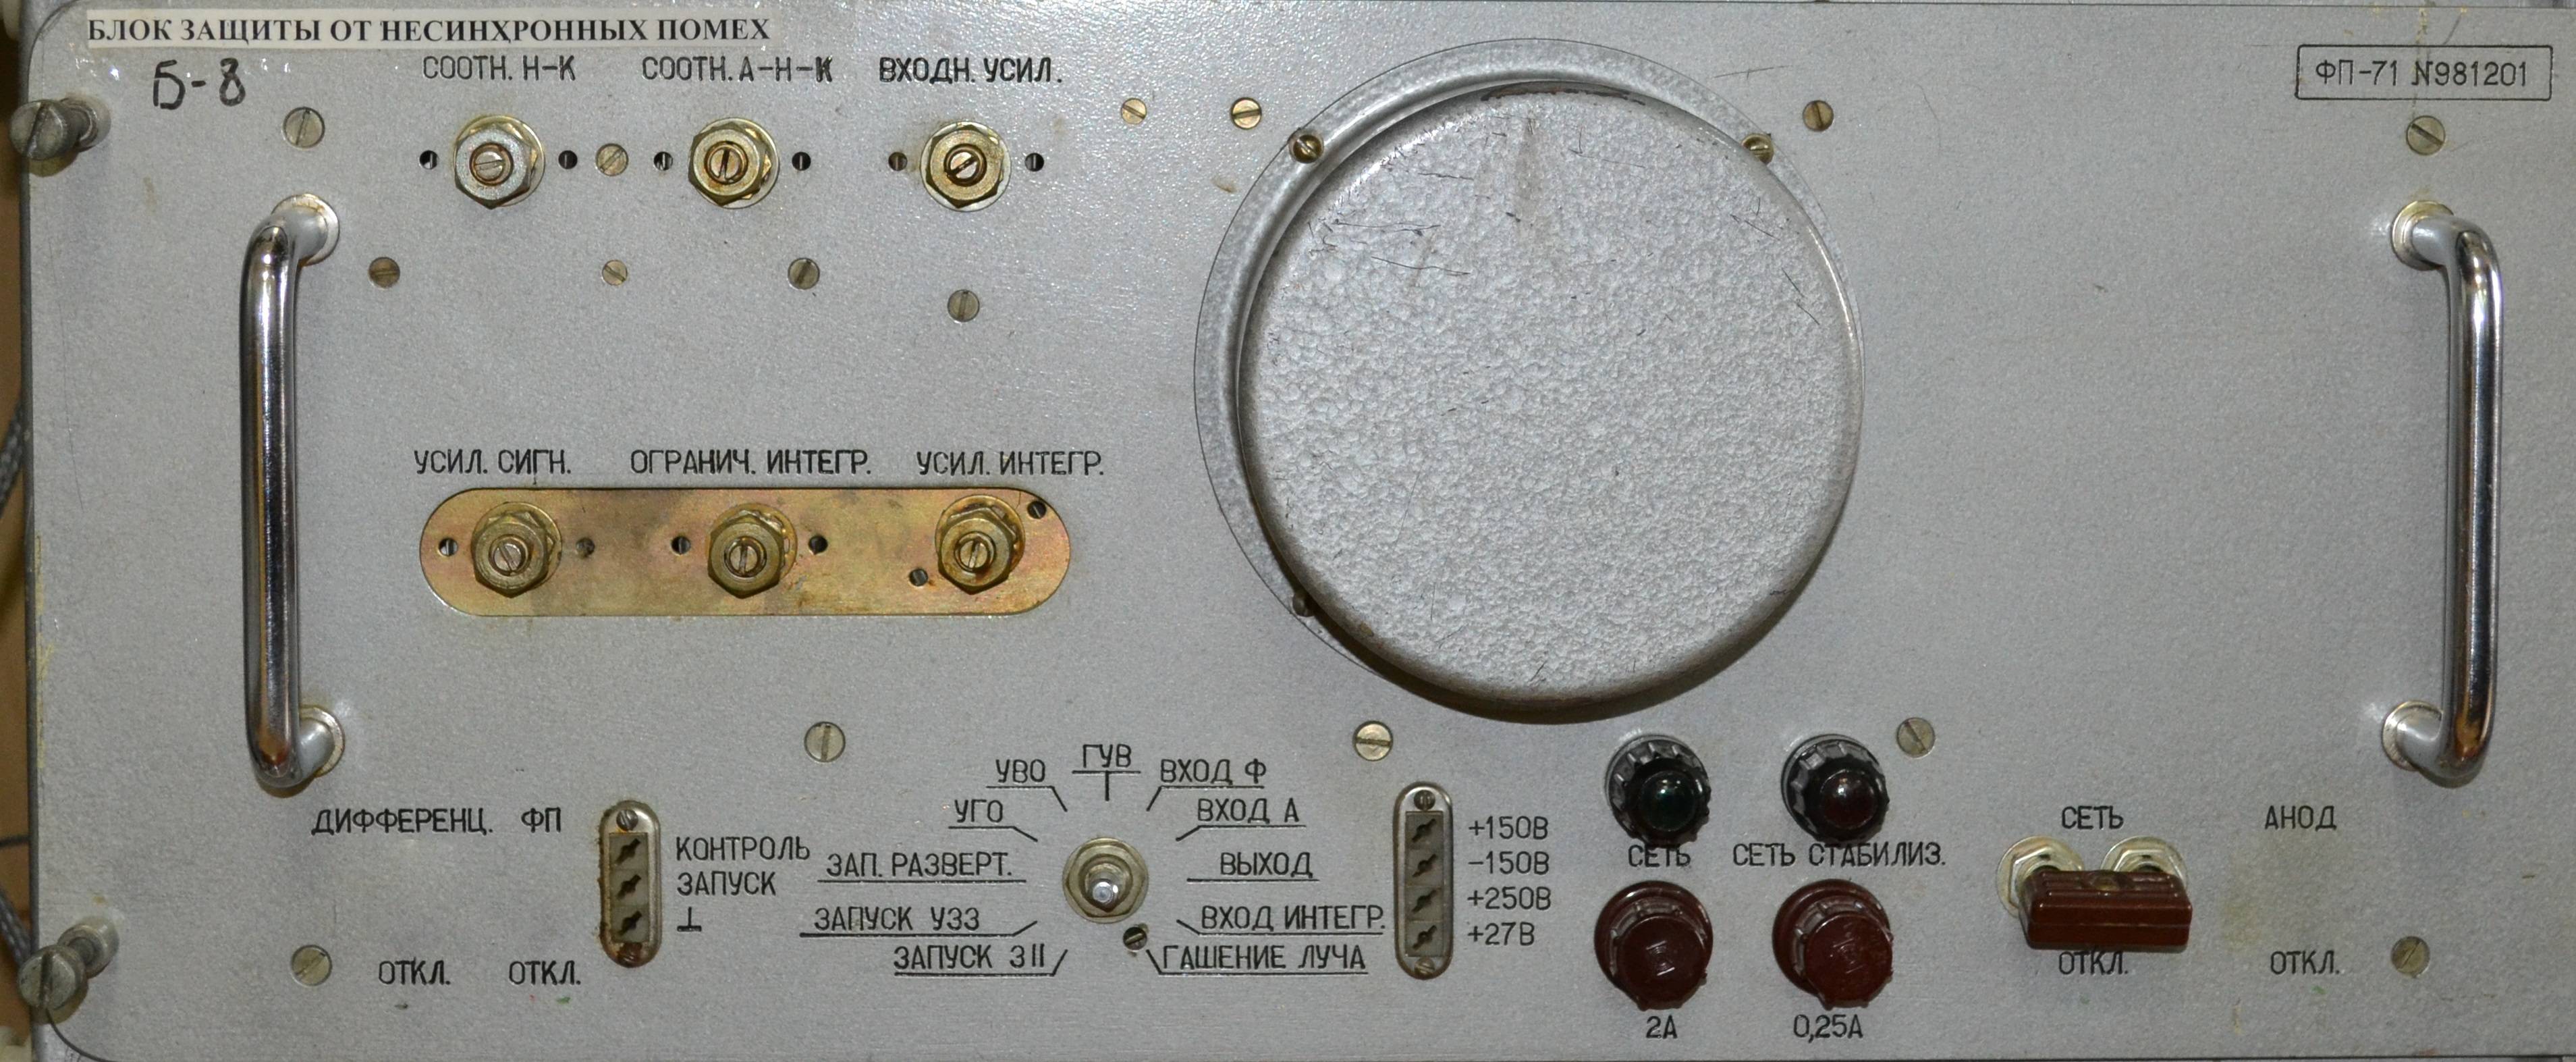 БЛОК ЗАЩИТЫ ОТ НЕСИНХРОННЫХ ПОМЕХ
Б-8
СООТН. Н-К
СООТН. А-Н-К
ВХОДН. УСИЛ.
ФП-71 N981201
УСИЛ. СИГН.
ОГРАНИЧ. ИНТЕГР.
УСИЛ. ИНТЕГР.
ДИФФЕРЕНЦ.
ФП
ОТКЛ.
ОТКЛ.
КОНТРОЛЬ
ЗАПУСК
⊥
ГУВ
УВО
ВХОД Ф
УГО
ВХОД А
ЗАП. РАЗВЕРТ.
ВЫХОД
ЗАПУСК УЗЗ
ВХОД ИНТЕГР.
ЗАПУСК ЗII
ГАШЕНИЕ ЛУЧА
+150В
-150В
+250В
+27В
СЕТЬ
СЕТЬ СТАБИЛИЗ.
2А
0,25А
СЕТЬ
АНОД
ОТКЛ.
ОТКЛ.